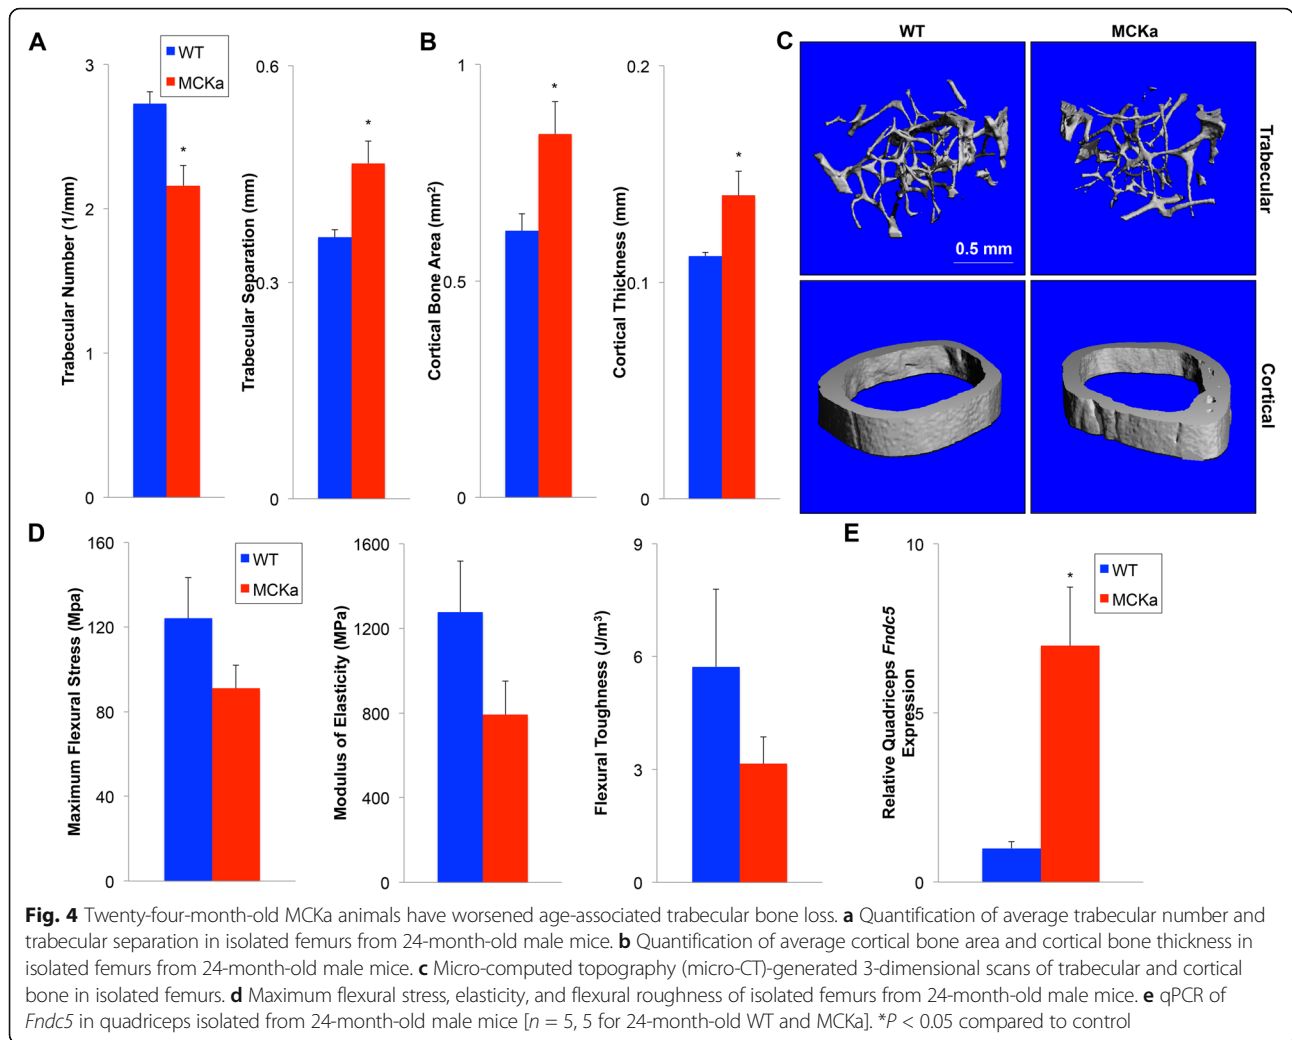 A
WT
MCKa
3
2
1
0
Trabecular Number (1/mm)
*
0.6
0.3
0
Trabecular Separation (mm)
*
B
1
0.5
0
Cortical Bone Area (mm²)
*
0.2
0.1
0
Cortical Thickness (mm)
*
C
WT
MCKa
Trabecular
0.5 mm
Cortical
D
WT
MCKa
160
120
80
40
0
Maximum Flexural Stress (Mpa)
1600
1200
800
400
0
Modulus of Elasticity (MPa)
9
6
3
0
Flexural Toughness (J/m³)
E
WT
MCKa
10
5
0
Relative Quadriceps Fndc5
Expression
*
Fig. 4 Twenty-four-month-old MCKa animals have worsened age-associated trabecular bone loss. a Quantification of average trabecular number and
trabecular separation in isolated femurs from 24-month-old male mice. b Quantification of average cortical bone area and cortical bone thickness in
isolated femurs from 24-month-old male mice. c Micro-computed topography (micro-CT)-generated 3-dimensional scans of trabecular and cortical
bone in isolated femurs. d Maximum flexural stress, elasticity, and flexural roughness of isolated femurs from 24-month-old male mice. e qPCR of
Fndc5 in quadriceps isolated from 24-month-old male mice [n = 5, 5 for 24-month-old WT and MCKa]. *P < 0.05 compared to control